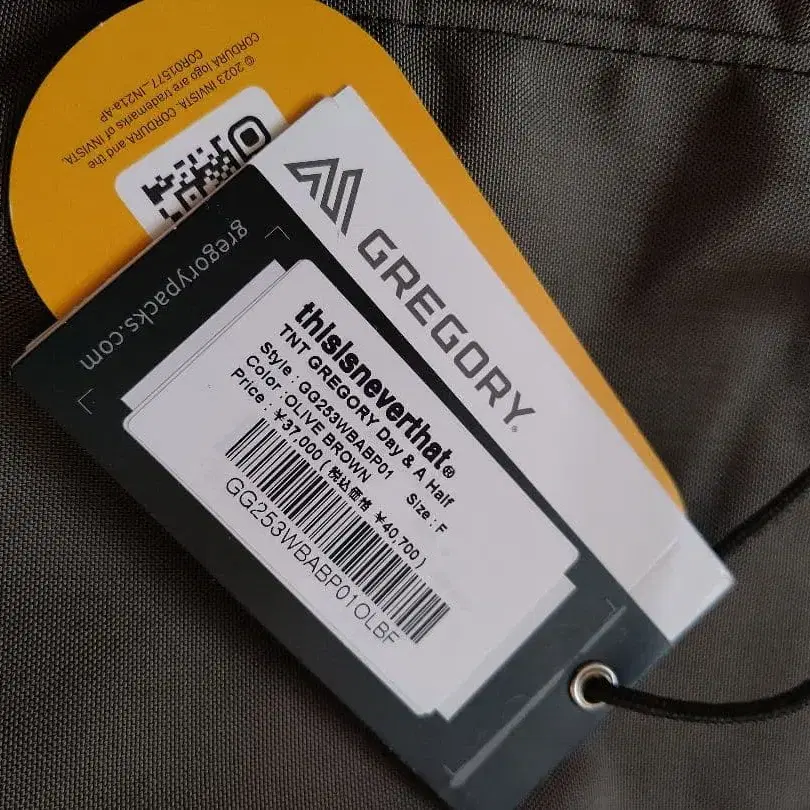 © 2023 INVISTA. CORDURA and the
CORDURA logo are trademarks of INVISTA.
COR01577_IN21a-AP
GREGORY®
gregorypacks.com
thisisneverthat®
TNT GREGORY Day & A Half
Style : GG253WBABP01 Size : F
Color :OLIVE BROWN
Price : ¥37,000 ( 税込価格 ¥40,700 )
GG253WBABP01OLBF